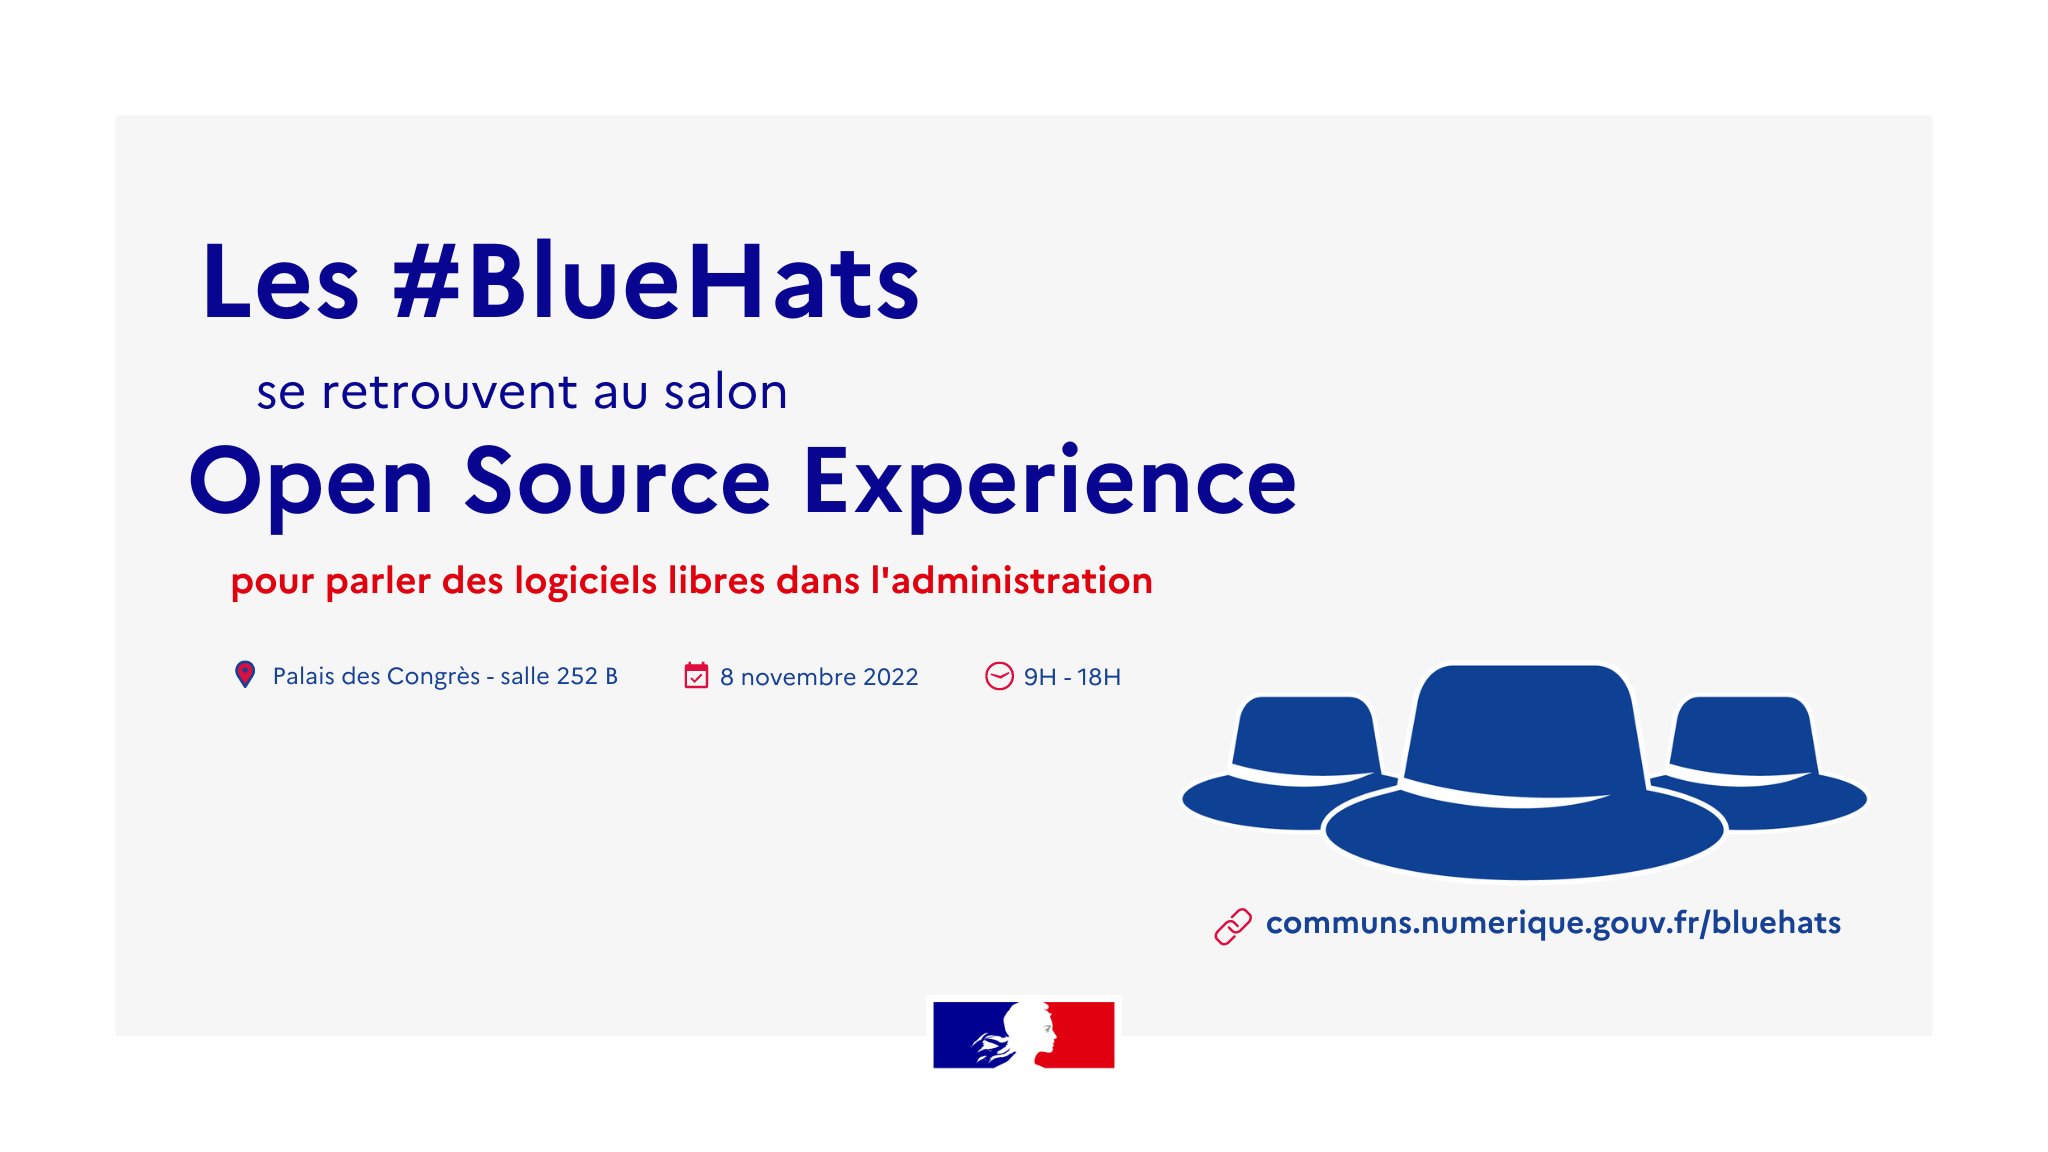 Les #BlueHats
se retrouvent au salon
Open Source Experience
pour parler des logiciels libres dans l'administration
Palais des Congrès - salle 252 B
8 novembre 2022
9H - 18H
communs.numerique.gouv.fr/bluehats